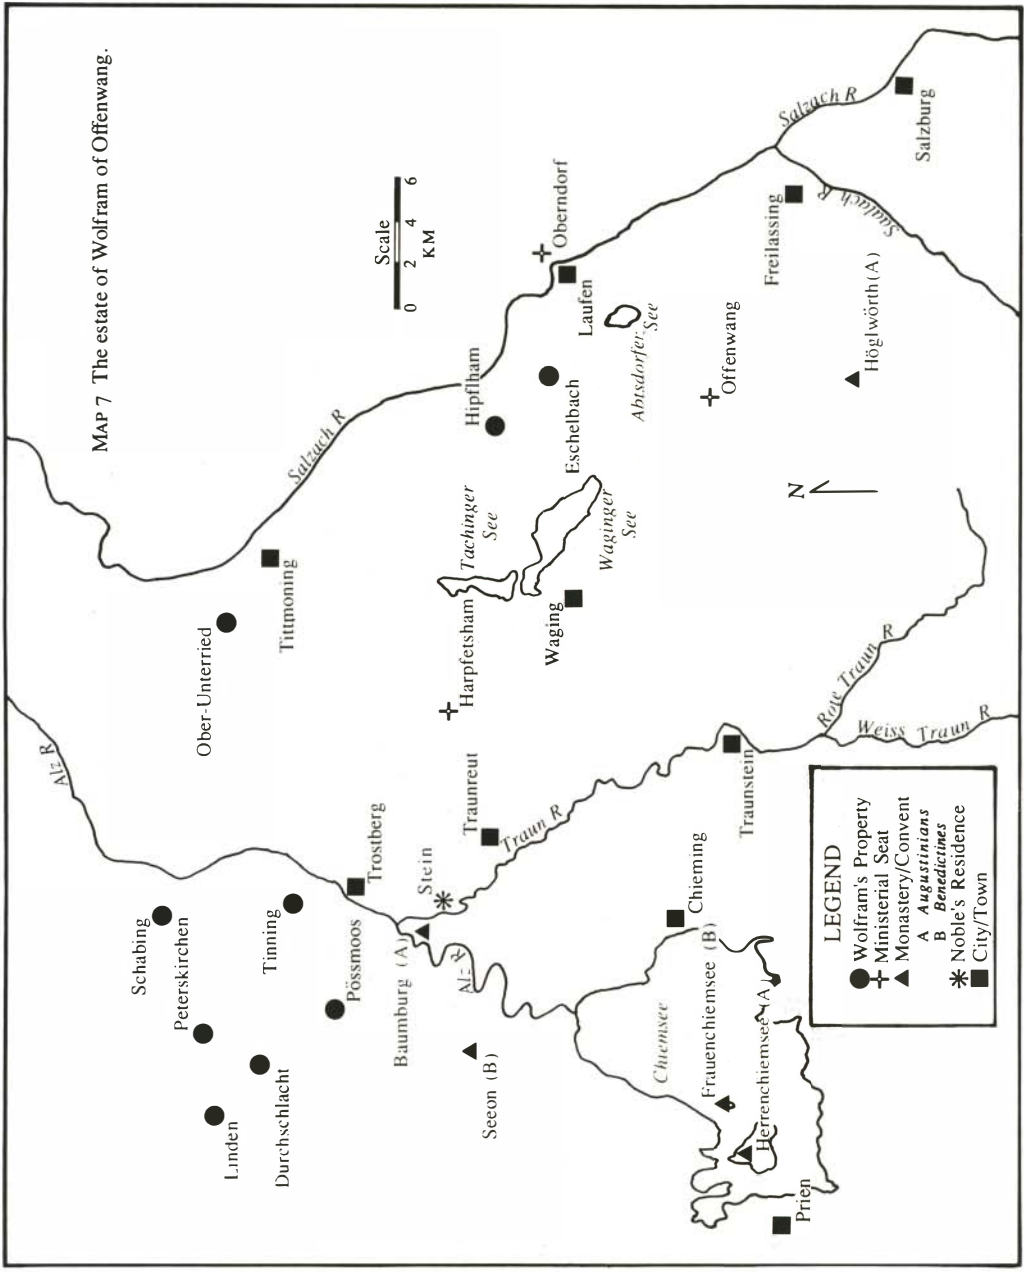 MAP 7 The estate of Wolfram of Offenwang.
Scale
0 2 4 6
KM
N
Alz R
Salzach R
Schabing
Peterskirchen
Linden
Durchschlacht
Tinning
Pössmoos
Trostberg
Ober-Unterried
Tittmoning
Baumburg (A)
Stein
Alz R
Seeon (B)
Traunreut
Traun R
Harpfetsham
Tachinger
See
Hipflham
Eschelbach
Waging
Waginger
See
Laufen
Oberndorf
Abtsdorfer
See
Offenwang
Freilassing
Salzach R
Saalach R
Salzburg
Höglwörth (A)
Chiemsee
Chieming
Frauenchiemsee (B)
Herrenchiemsee (A)
Prien
Traunstein
Rote Traun R
Weiss Traun R
LEGEND
Wolfram's Property
Ministerial Seat
Monastery/Convent
A Augustinians
B Benedictines
Noble's Residence
City/Town